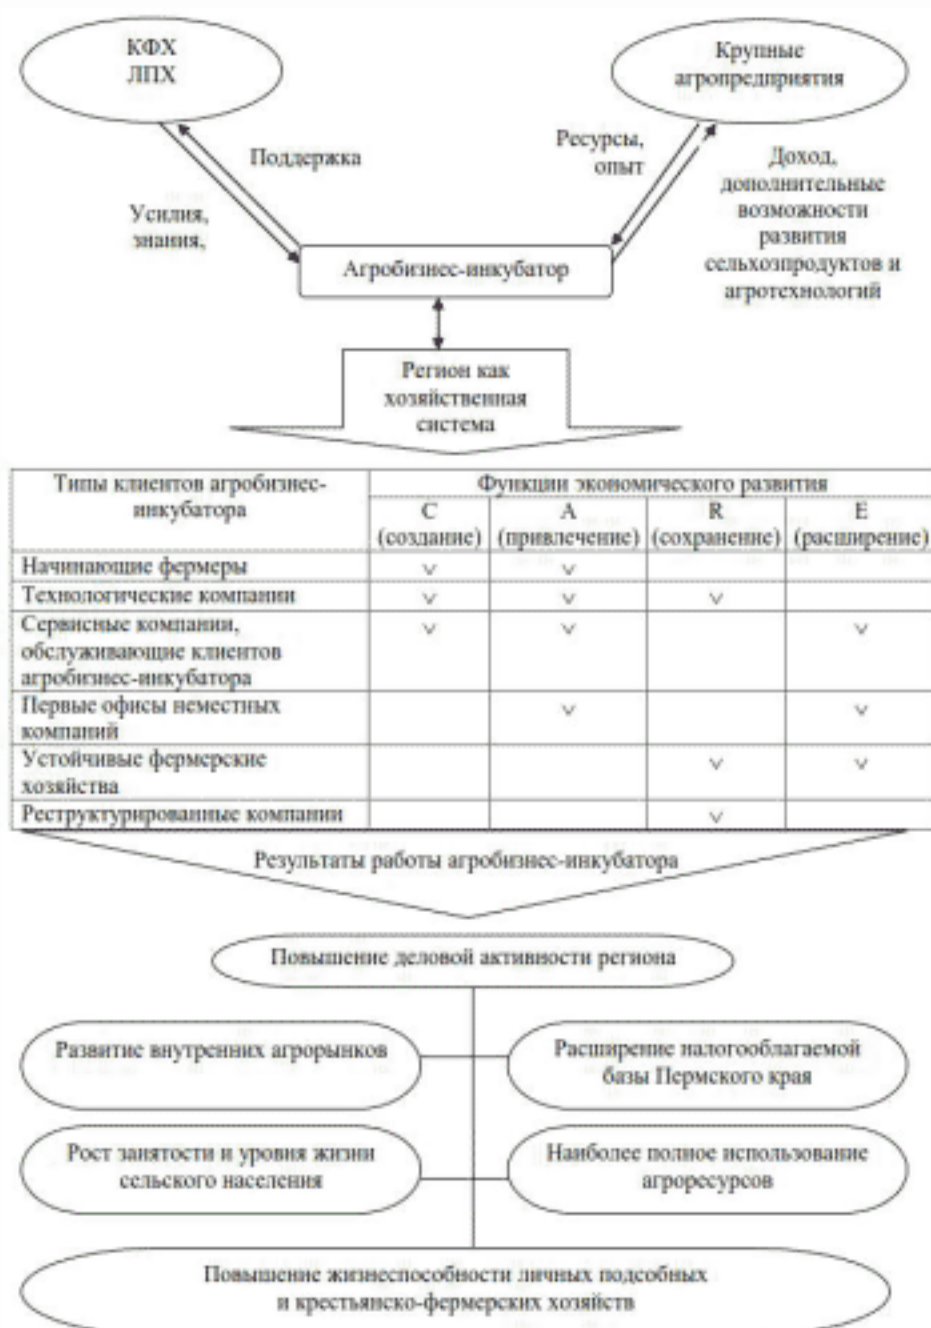 КФХ
ЛПХ
Крупные
агропредприятия
Поддержка
Усилия,
знания,
Ресурсы,
опыт
Доход,
дополнительные
возможности
развития
сельхозпродуктов и
агротехнологий
Агробизнес-инкубатор
Регион как
хозяйственная
система
Типы клиентов агробизнес-
инкубатора
Функции экономического развития
C
(создание)
A
(привлечение)
R
(сохранение)
E
(расширение)
Начинающие фермеры
v v
Технологические компании
v v v
Сервисные компании,
обслуживающие клиентов
агробизнес-инкубатора
v v v
Первые офисы неместных
компаний
v v
Устойчивые фермерские
хозяйства
v v
Реструктурированные компании
v
Результаты работы агробизнес-инкубатора
Повышение деловой активности региона
Развитие внутренних агрорынков
Расширение налогооблагаемой
базы Пермского края
Рост занятости и уровня жизни
сельского населения
Наиболее полное использование
агроресурсов
Повышение жизнеспособности личных подсобных
и крестьянско-фермерских хозяйств